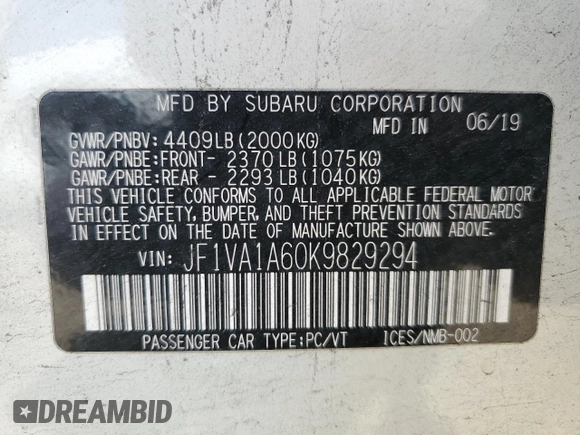 MFD BY SUBARU CORPORATION
MFD IN 06/19
GVWR/PNBV: 4409LB(2000KG)
GAWR/PNBE:FRONT- 2370LB(1075KG)
GAWR/PNBE:REAR - 2293LB(1040KG)
THIS VEHICLE CONFORMS TO ALL APPLICABLE FEDERAL MOTOR
VEHICLE SAFETY, BUMPER, AND THEFT PREVENTION STANDARDS
IN EFFECT ON THE DATE OF MANUFACTURE SHOWN ABOVE.
VIN: JF1VA1A60K9829294
PASSENGER CAR TYPE:PC/VT ICES/NMB-002
DREAMBID